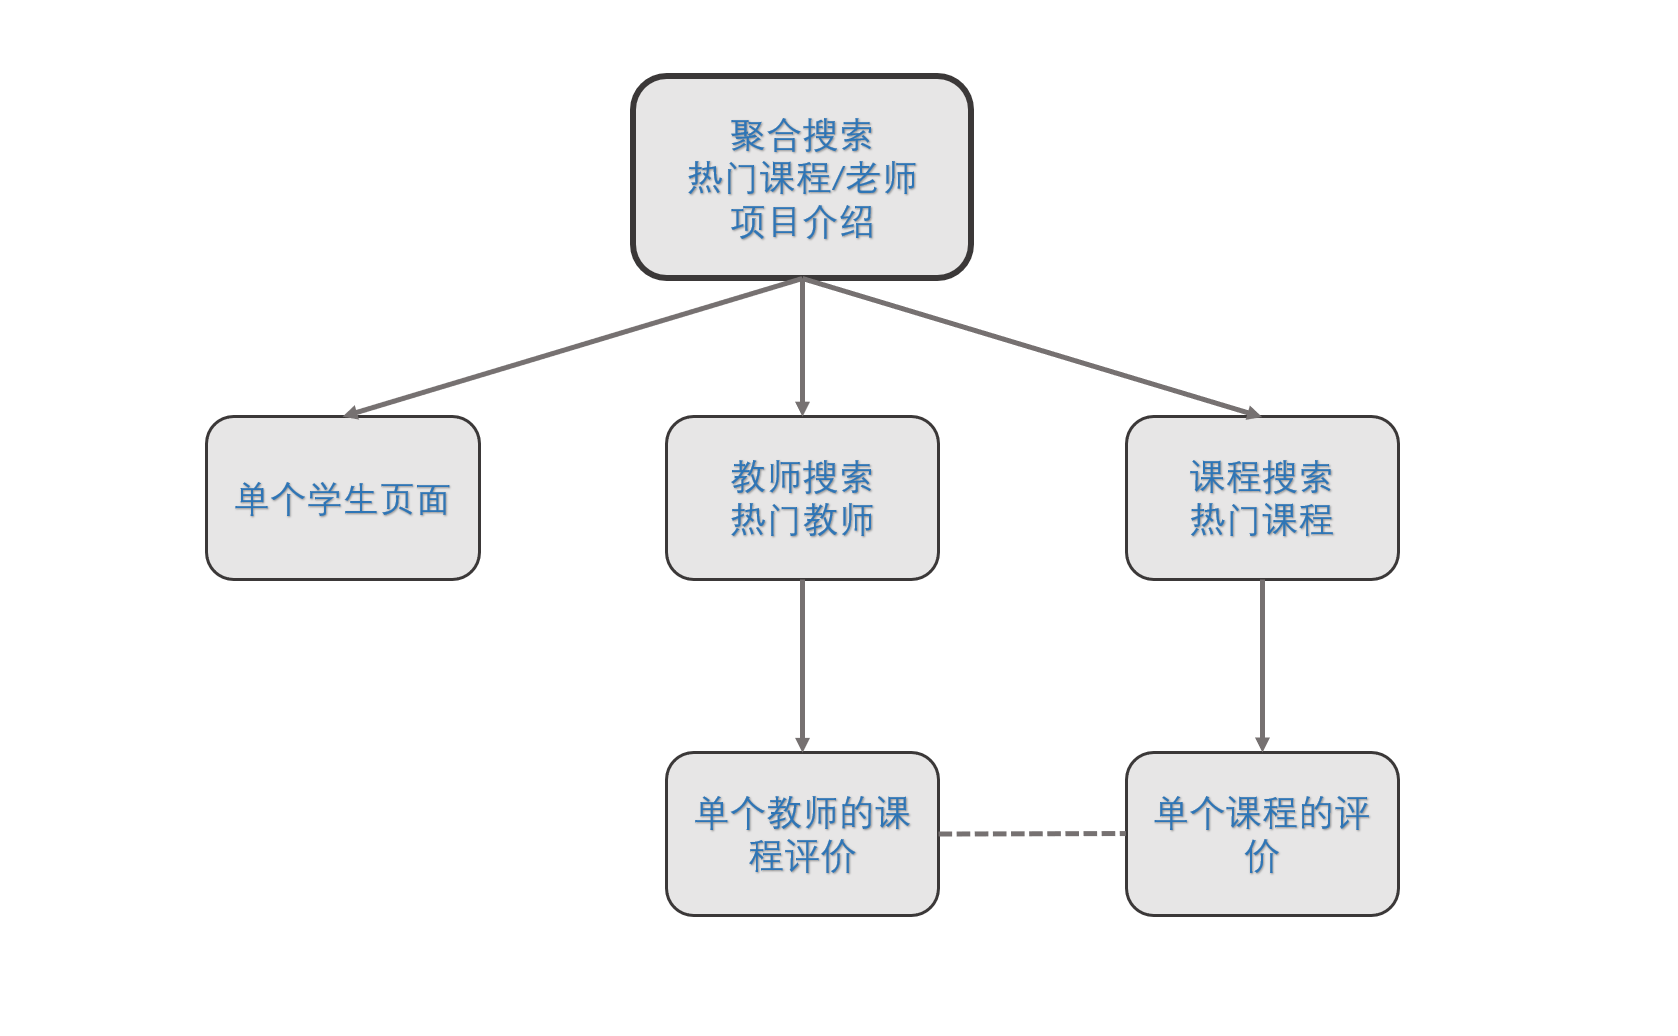 聚合搜索
热门课程/老师
项目介绍
单个学生页面
教师搜索
热门教师
课程搜索
热门课程
单个教师的课
程评价
单个课程的评
价